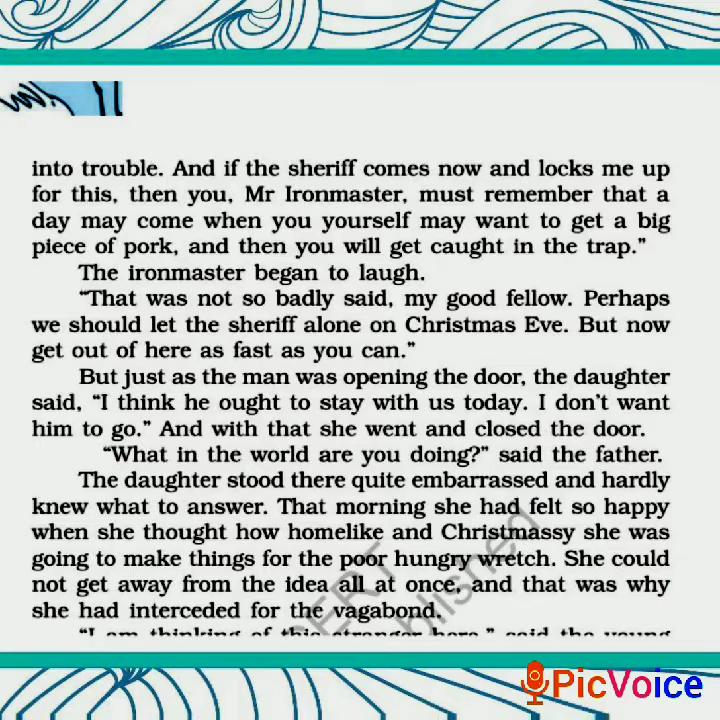 into trouble. And if the sheriff comes now and locks me up
for this, then you, Mr Ironmaster, must remember that a
day may come when you yourself may want to get a big
piece of pork, and then you will get caught in the trap.”
The ironmaster began to laugh.
“That was not so badly said, my good fellow. Perhaps
we should let the sheriff alone on Christmas Eve. But now
get out of here as fast as you can.”
But just as the man was opening the door, the daughter
said, “I think he ought to stay with us today. I don’t want
him to go.” And with that she went and closed the door.
“What in the world are you doing?” said the father.
The daughter stood there quite embarrassed and hardly
knew what to answer. That morning she had felt so happy
when she thought how homelike and Christmassy she was
going to make things for the poor hungry wretch. She could
not get away from the idea all at once, and that was why
she had interceded for the vagabond.
“I am thinking of this stranger here,” said the young
PicVoice